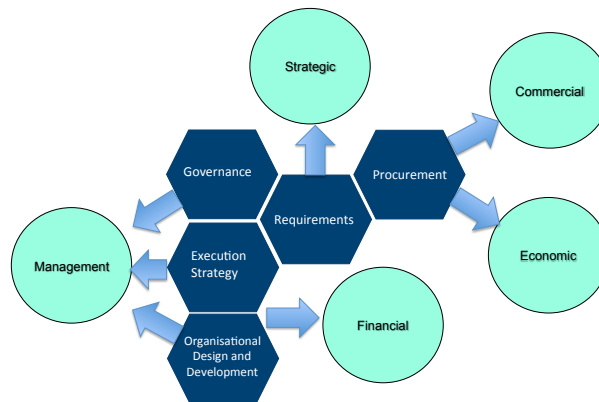 Strategic
Commercial
Governance
Procurement
Requirements
Management
Execution
Strategy
Economic
Financial
Organisational
Design and
Development